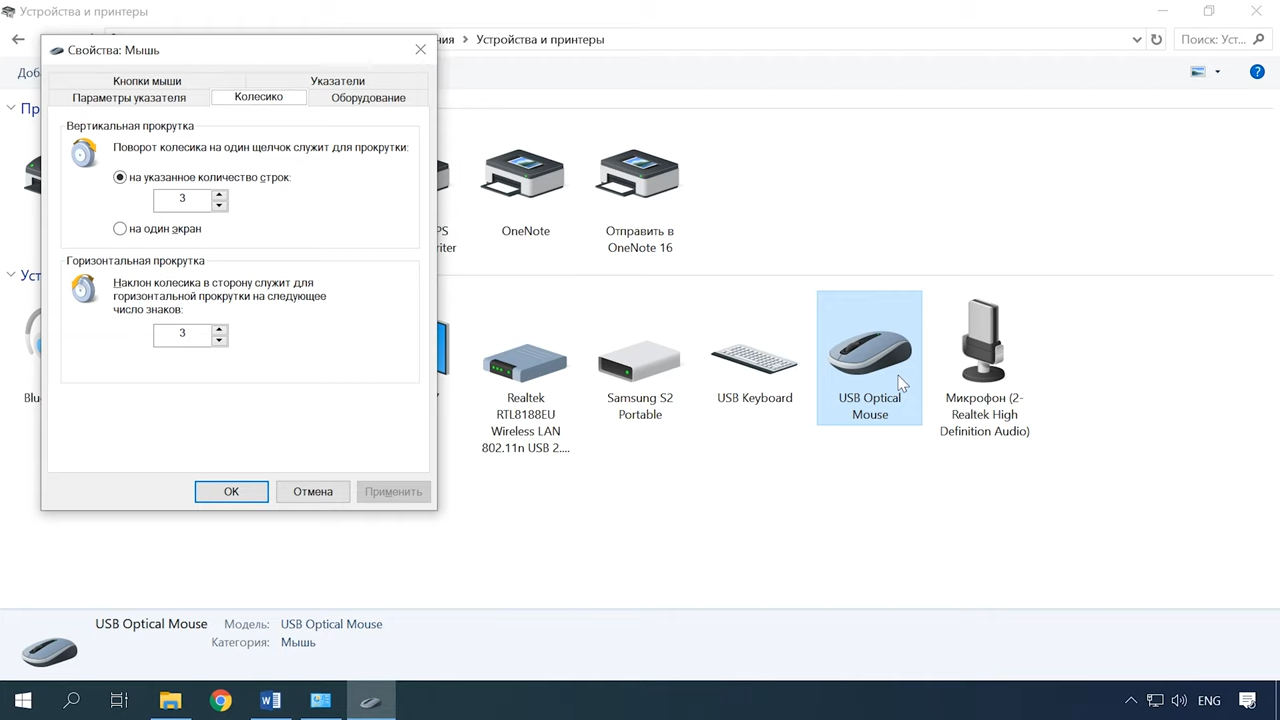 Устройства и принтеры
ния > Устройства и принтеры
Поиск: Уст...
Свойства: Мышь
Кнопки мыши
Указатели
Параметры указателя
Колесико
Оборудование
Вертикальная прокрутка
Поворот колесика на один щелчок служит для прокрутки:
на указанное количество строк:
3
на один экран
Горизонтальная прокрутка
Наклон колесика в сторону служит для
горизонтальной прокрутки на следующее
число знаков:
3
ОК
Отмена
Применить
Доба
Пр
PS
riter
OneNote
Отправить в
OneNote 16
Уст
Blu
Realtek
RTL8188EU
Wireless LAN
802.11n USB 2....
Samsung S2
Portable
USB Keyboard
USB Optical
Mouse
Микрофон (2-
Realtek High
Definition Audio)
USB Optical Mouse
Модель: USB Optical Mouse
Категория: Мышь
ENG